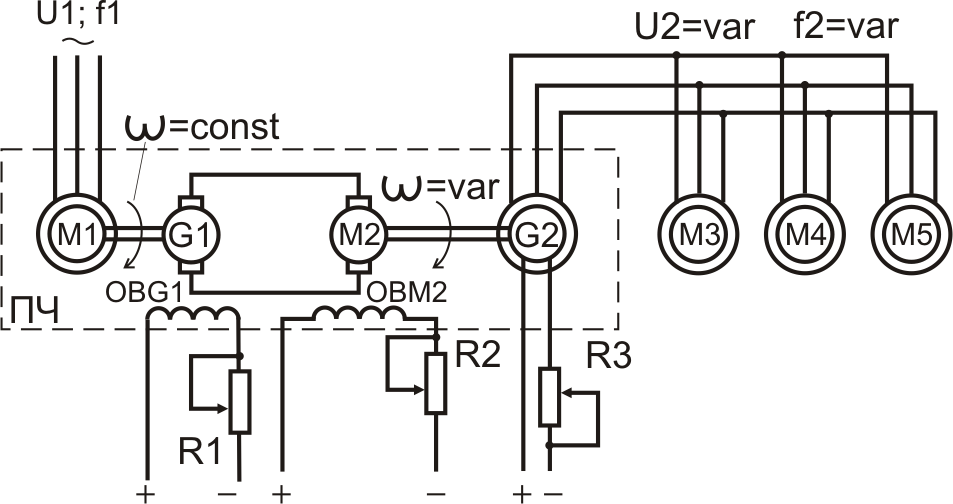 U1; f1
~
U2=var f2=var
ω=const
ω=var
M1 G1 M2 G2 M3 M4 M5
OBG1 OBM2
ПЧ
R2 R3
R1
+ − + − + −